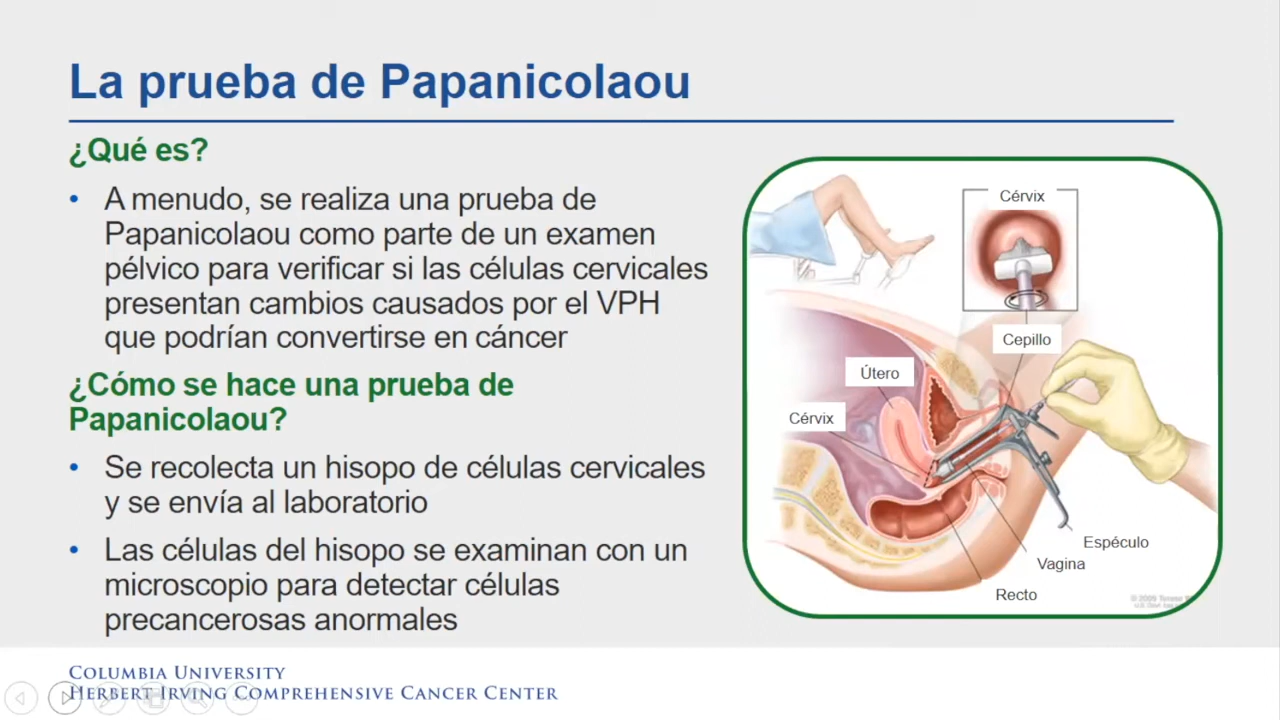 La prueba de Papanicolaou
¿Qué es?
• A menudo, se realiza una prueba de
Papanicolaou como parte de un examen
pélvico para verificar si las células cervicales
presentan cambios causados por el VPH
que podrían convertirse en cáncer
¿Cómo se hace una prueba de
Papanicolaou?
• Se recolecta un hisopo de células cervicales
y se envía al laboratorio
• Las células del hisopo se examinan con un
microscopio para detectar células
precancerosas anormales
Cérvix
Cepillo
Útero
Cérvix
Espéculo
Vagina
Recto
COLUMBIA UNIVERSITY
HERBERT IRVING COMPREHENSIVE CANCER CENTER